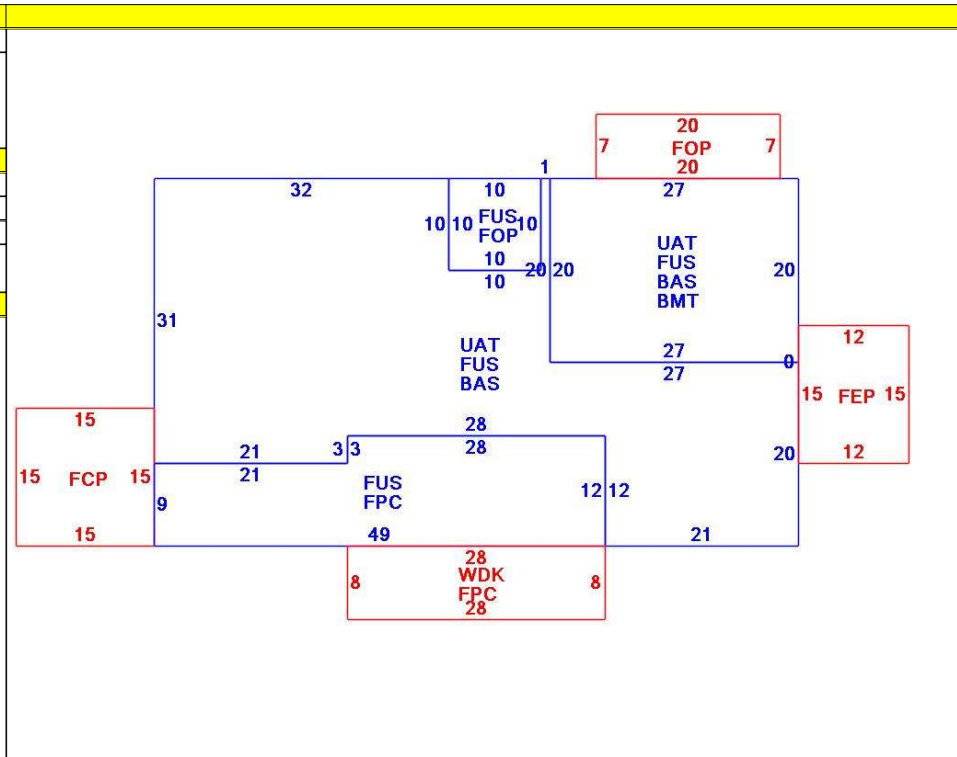 20
7 FOP 7
20
1
32 10 27
10 10 FUS 10
FOP
10
10
20 20
UAT
FUS
BAS
BMT
20
31
27
27
0
12
15 FEP 15
12
20
UAT
FUS
BAS
15
15 FCP 15
15
28
28
21
21
3 3
9
FUS
FPC
12 12
49
21
28
8 WDK 8
FPC
28